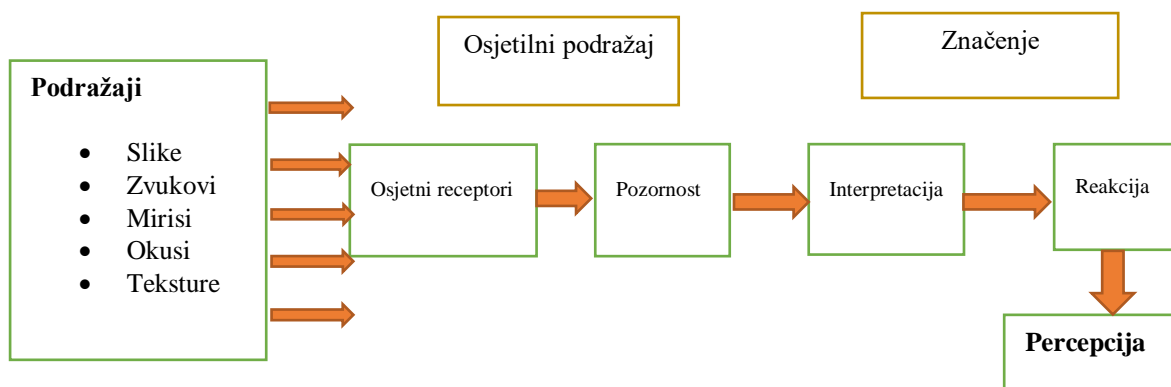 Osjetilni podražaj
Značenje
Podražaji
• Slike
• Zvukovi
• Mirisi
• Okusi
• Teksture
Osjetni receptori
Pozornost
Interpretacija
Reakcija
Percepcija